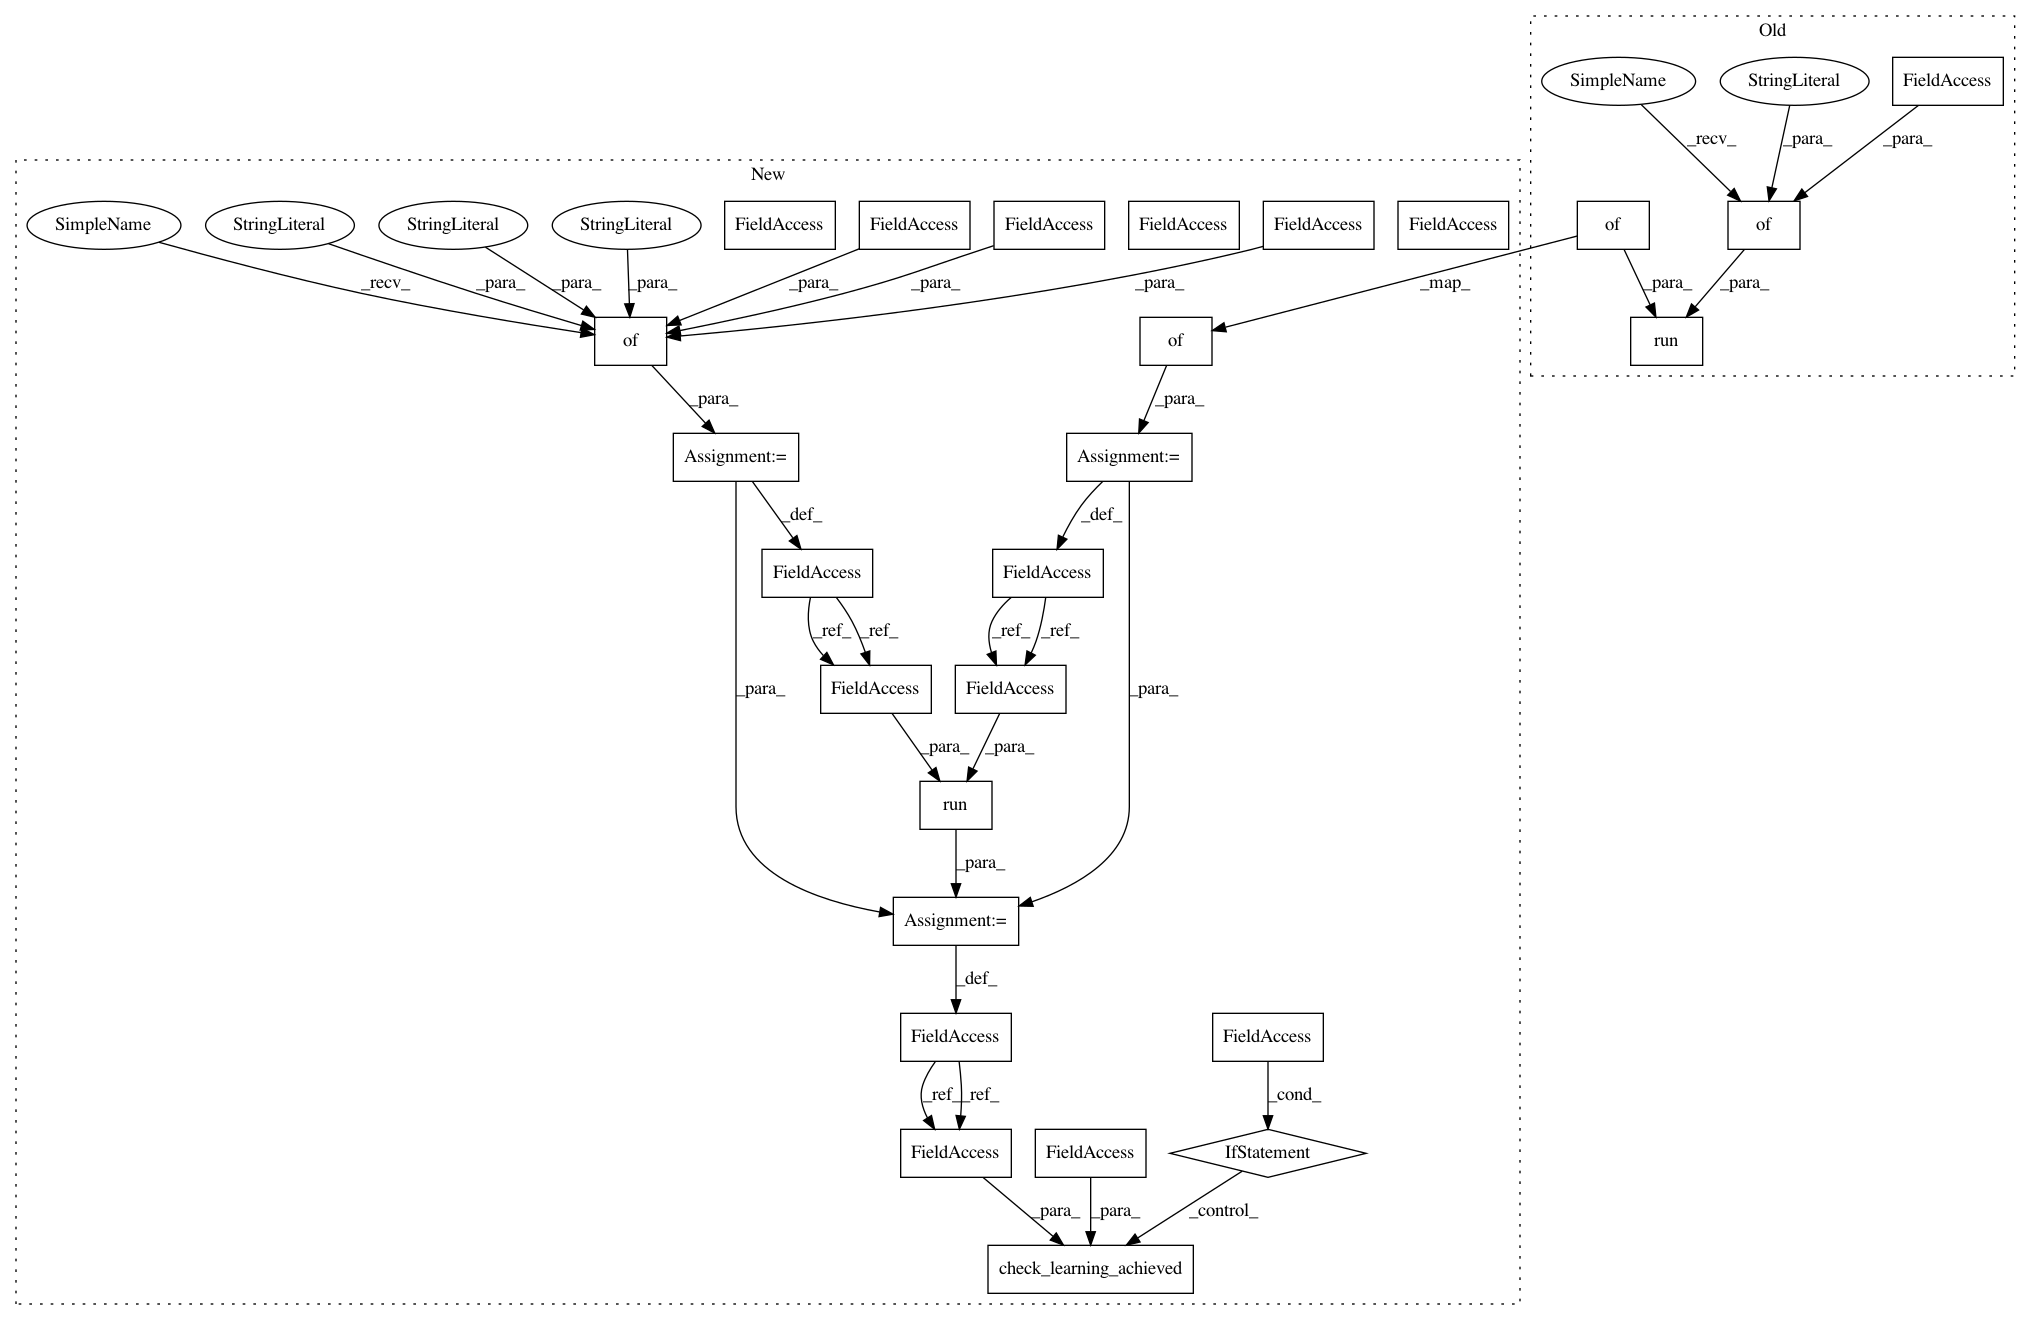 Old
SimpleName
StringLiteral
FieldAccess
_recv_
_para_
_para_
New
SimpleName
StringLiteral
StringLiteral
StringLiteral
FieldAccess
FieldAccess
FieldAccess
FieldAccess
FieldAccess
FieldAccess
of
of
_recv_
_para_
_para_
_para_
_para_
_para_
_para_
_map_
_para_
_para_
of
of
run
_para_
_para_
Assignment:=
Assignment:=
_def_
_def_
FieldAccess
FieldAccess
_ref_
_ref_
_ref_
_ref_
_para_
FieldAccess
FieldAccess
_para_
_para_
_para_
run
_para_
Assignment:=
_def_
FieldAccess
FieldAccess
_ref_
_ref_
_cond_
FieldAccess
FieldAccess
IfStatement
_para_
_para_
_control_
check_learning_achieved